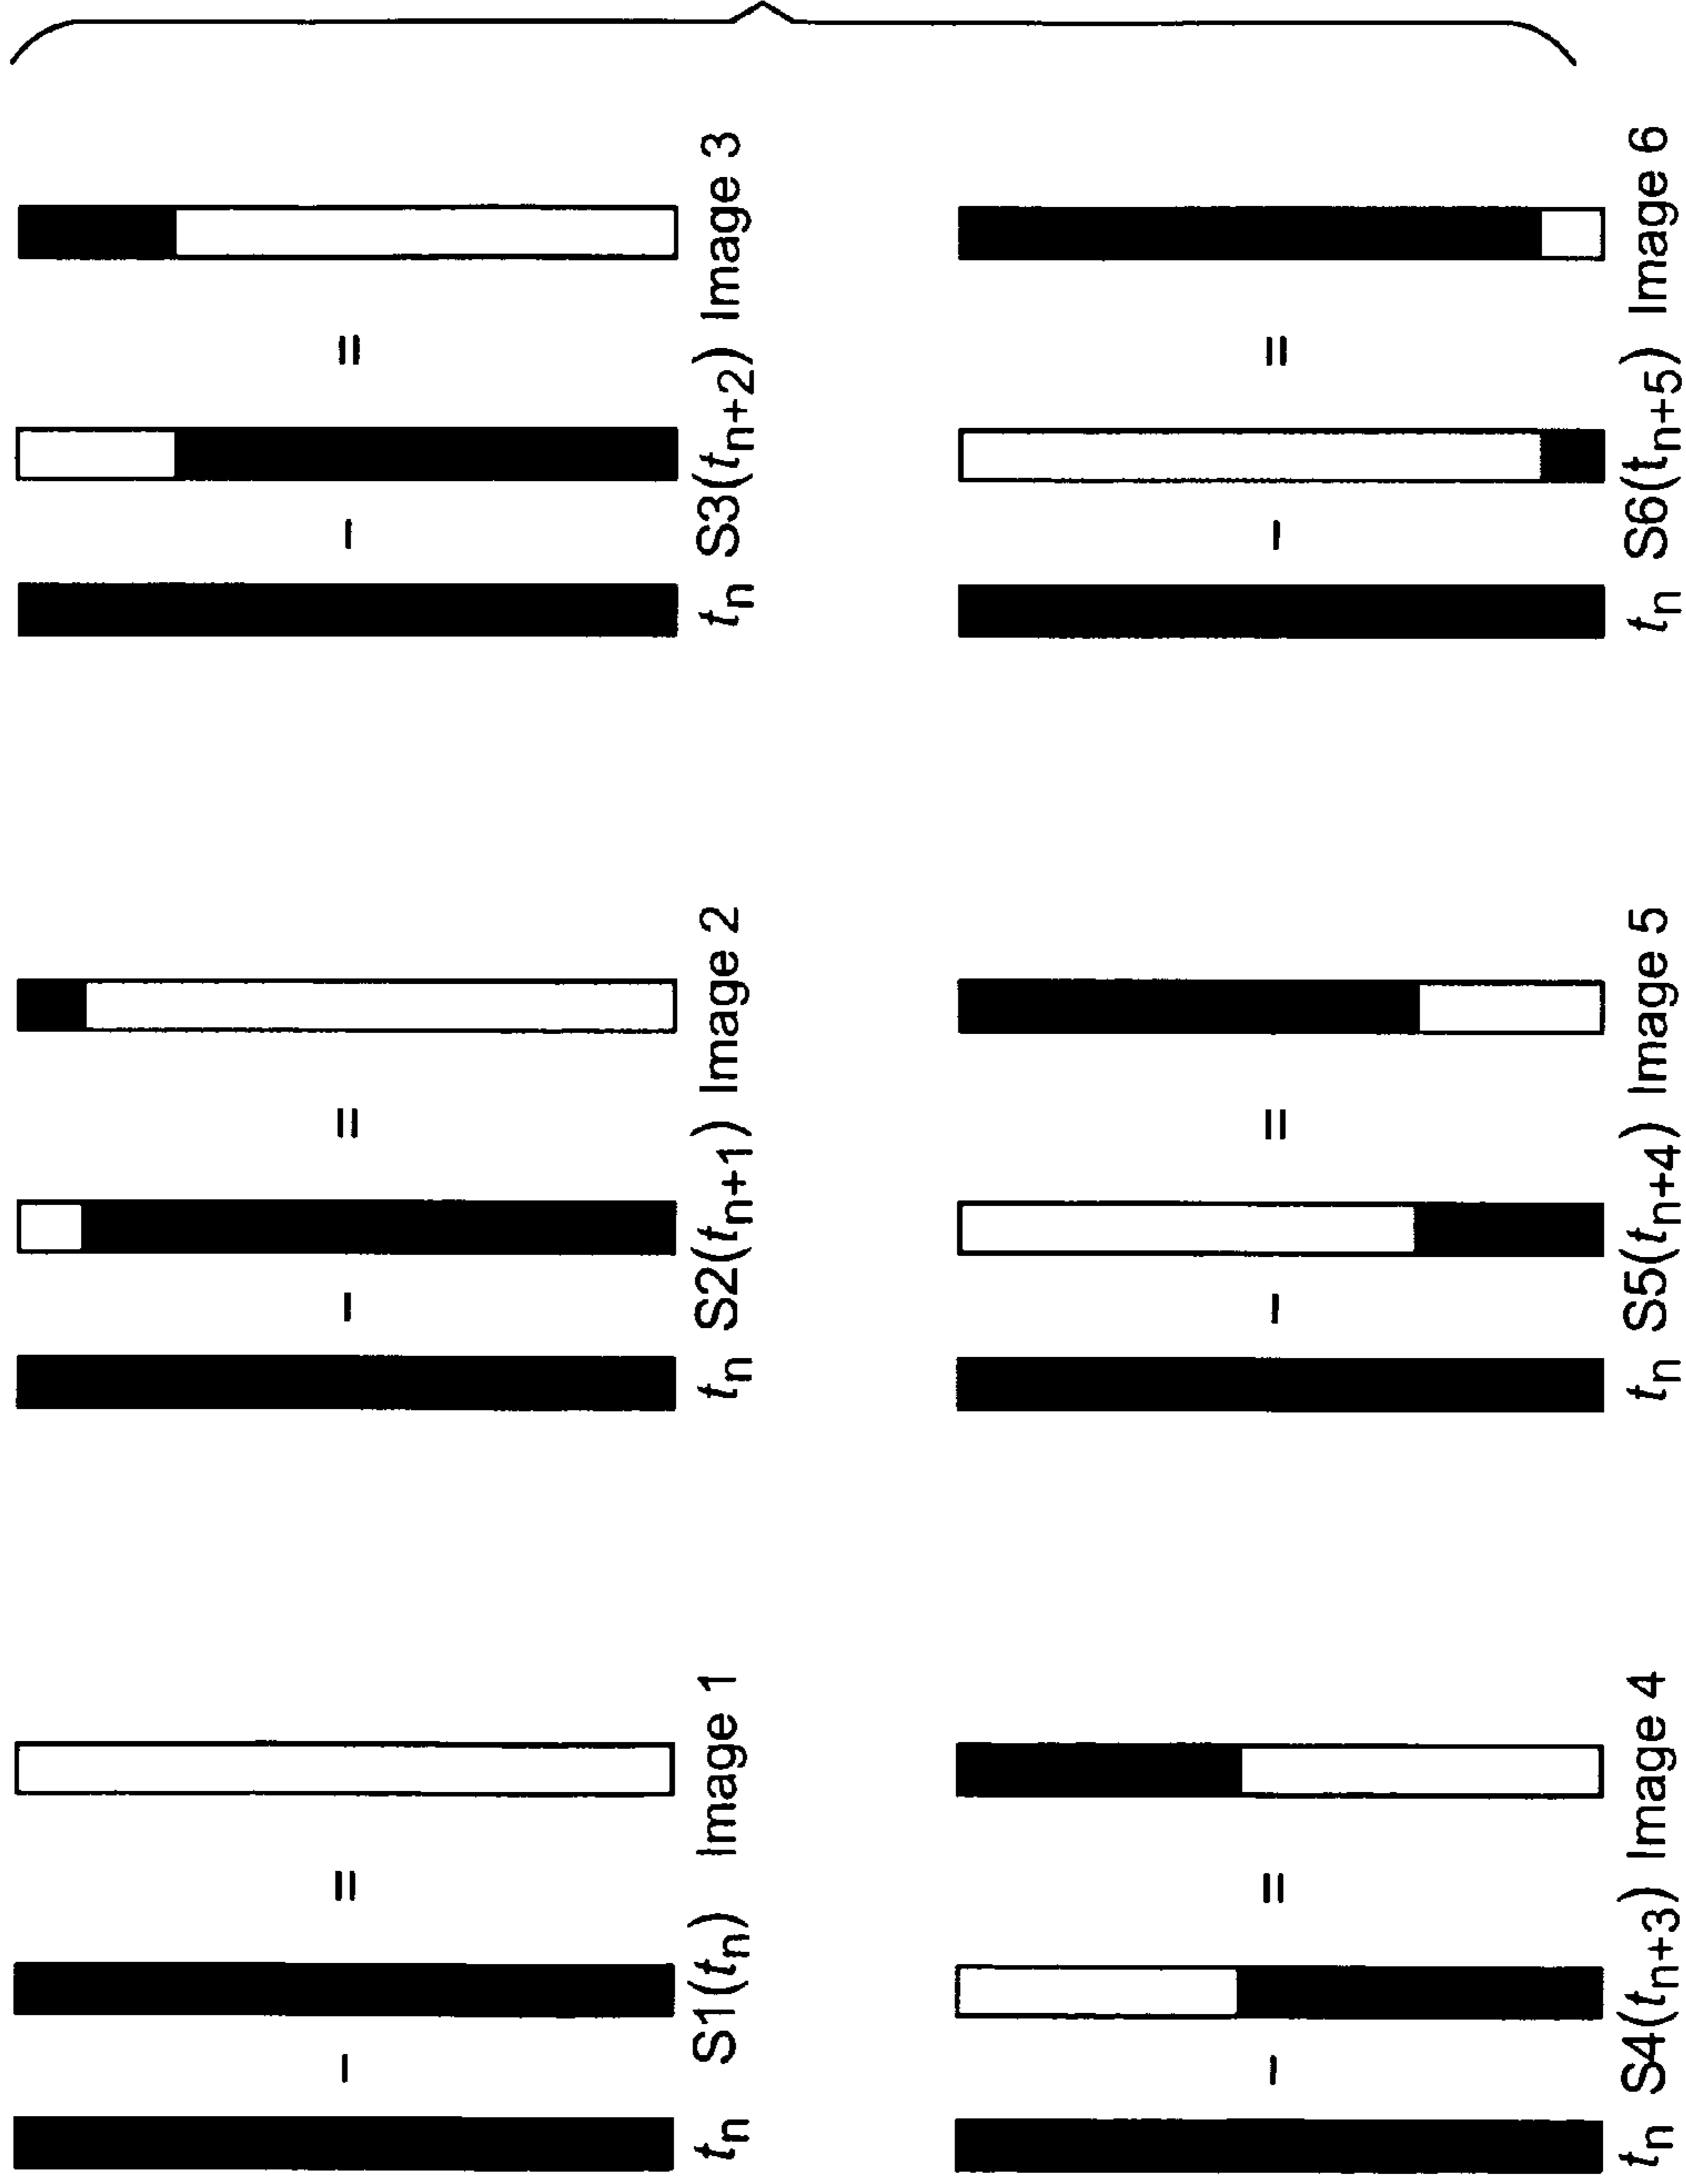 tn S1(tn) Image 1
tn S2(tn+1) Image 2
tn S3(tn+2) Image 3
tn S4(tn+3) Image 4
tn S5(tn+4) Image 5
tn S6(tn+5) Image 6